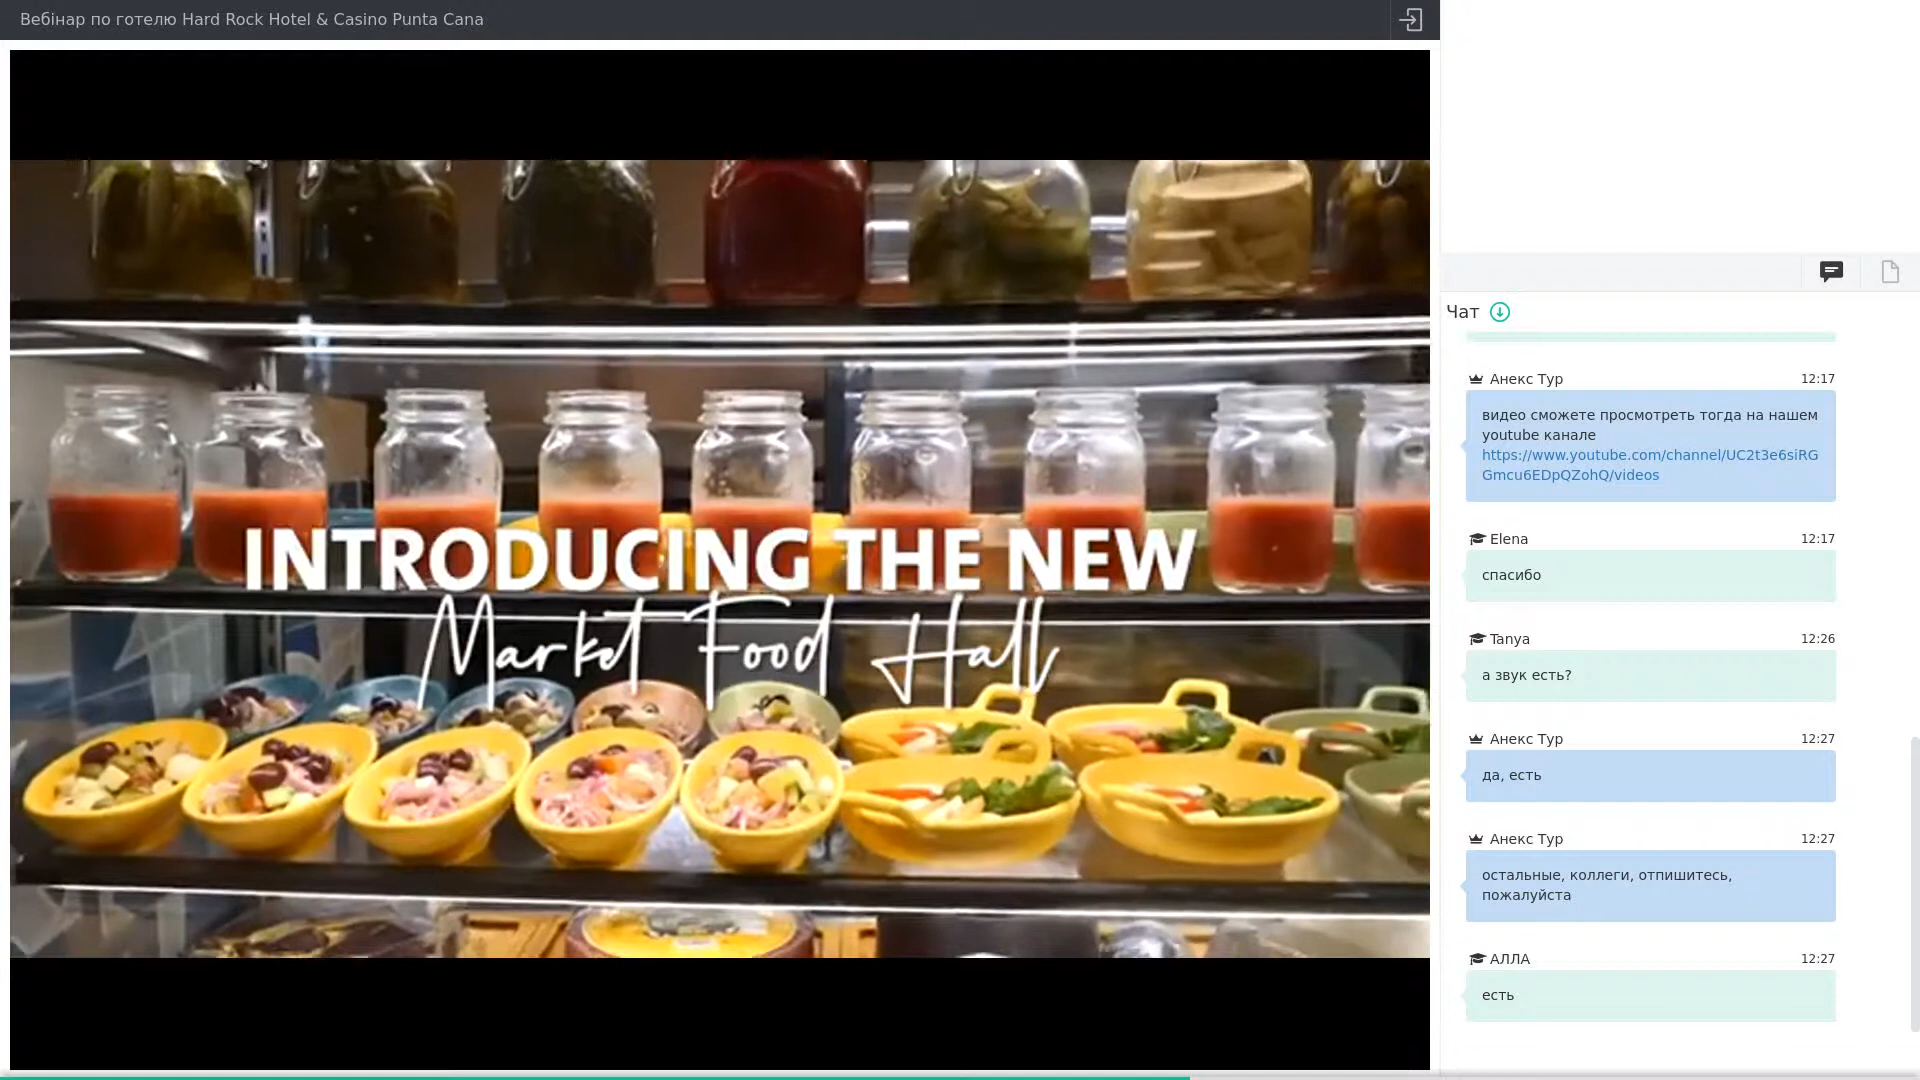 Вебінар по готелю Hard Rock Hotel & Casino Punta Cana
INTRODUCING THE NEW
Market Food Hall
Чат
Анекс Тур 12:17
видео сможете просмотреть тогда на нашем
youtube канале
https://www.youtube.com/channel/UC2t3e6siRG
Gmcu6EDpQZohQ/videos
Elena 12:17
спасибо
Tanya 12:26
а звук есть?
Анекс Тур 12:27
да, есть
Анекс Тур 12:27
остальные, коллеги, отпишитесь,
пожалуйста
АЛЛА 12:27
есть